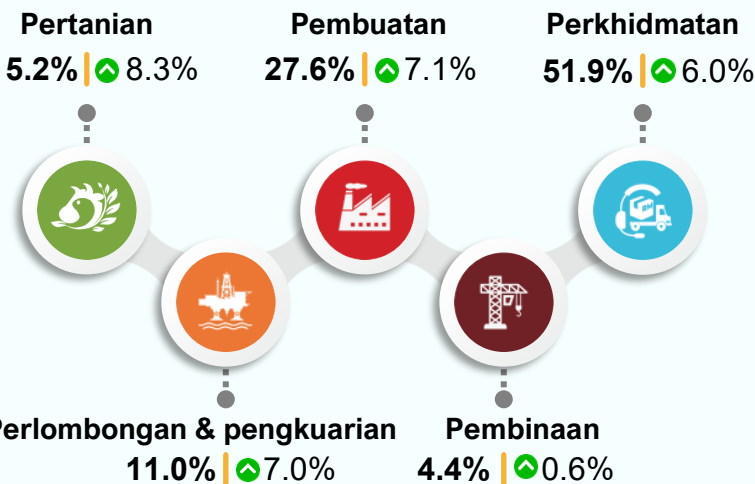 Pertanian
5.2% 8.3%
Pembuatan
27.6% 7.1%
Perkhidmatan
51.9% 6.0%
Perlombongan & pengkuarian
11.0% 7.0%
Pembinaan
4.4% 0.6%